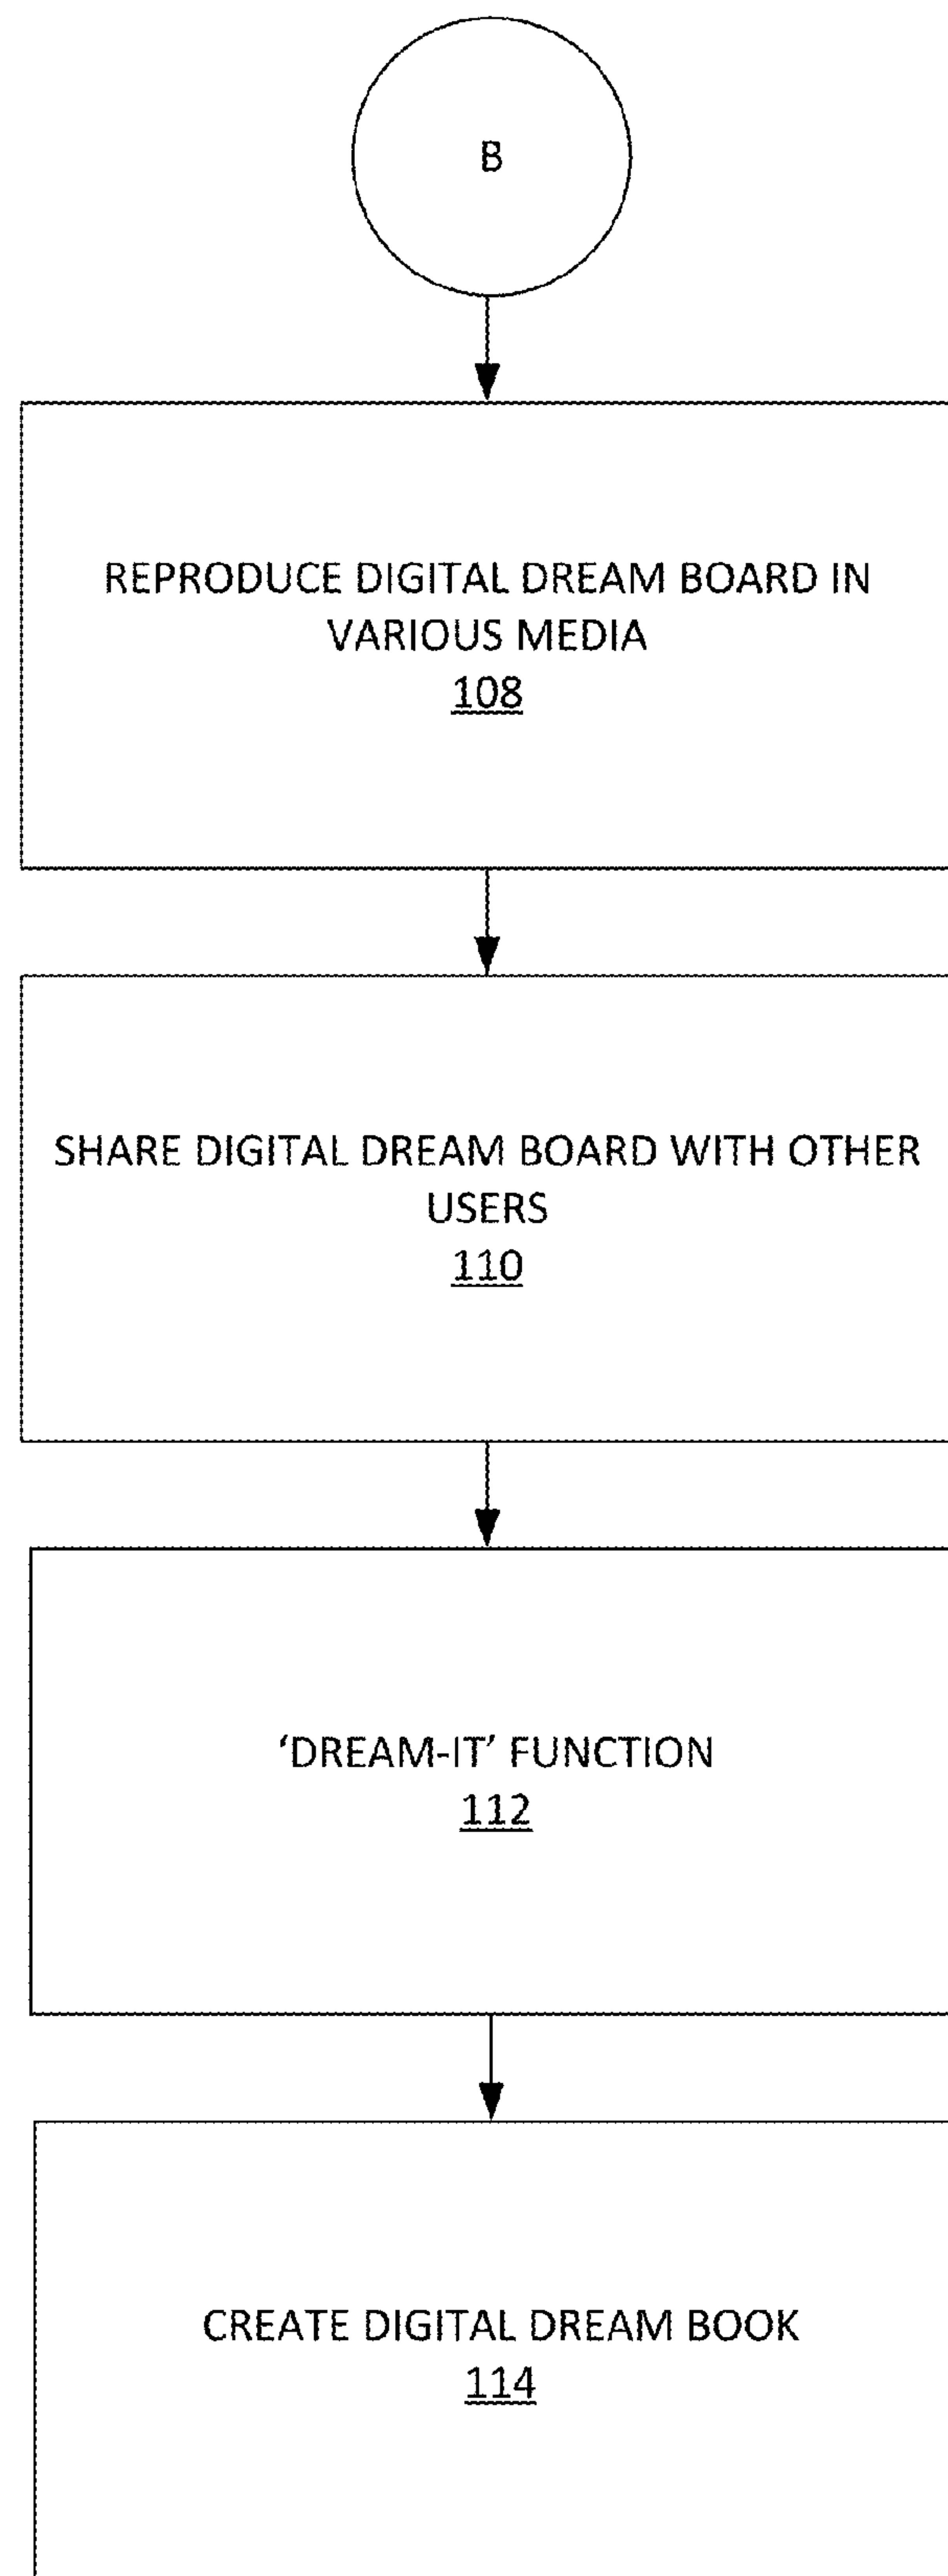 B
REPRODUCE DIGITAL DREAM BOARD IN
VARIOUS MEDIA
108
SHARE DIGITAL DREAM BOARD WITH OTHER
USERS
110
‘DREAM-IT’ FUNCTION
112
CREATE DIGITAL DREAM BOOK
114